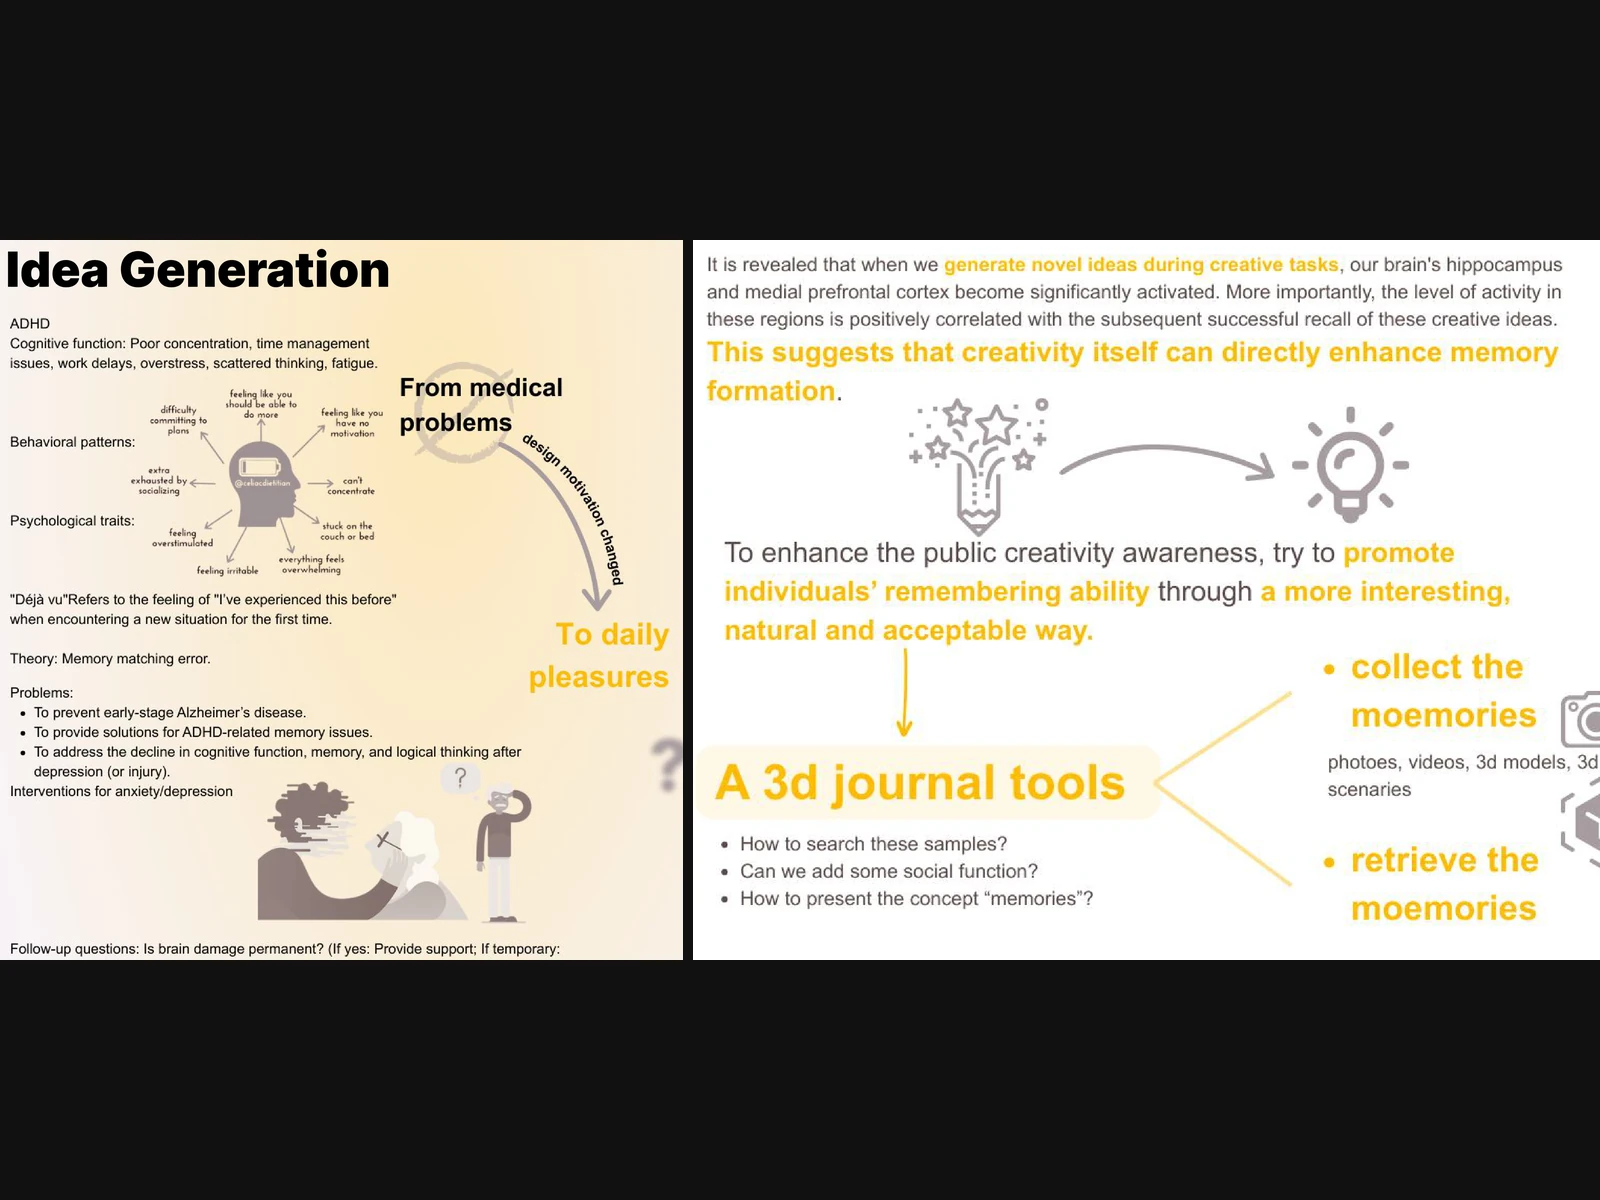 Idea Generation
ADHD
Cognitive function: Poor concentration, time management
issues, work delays, overstress, scattered thinking, fatigue.
Behavioral patterns:
Psychological traits:
feeling like you
should be able to
do more
difficulty
committing to
plans
feeling like you
have no
motivation
extra
exhausted by
socializing
@celiacdietitian
can't
concentrate
feeling
overstimulated
stuck on the
couch or bed
feeling irritable
everything feels
overwhelming
From medical
problems
design motivation changed
To daily
pleasures
"Déjà vu"Refers to the feeling of "I've experienced this before"
when encountering a new situation for the first time.
Theory: Memory matching error.
Problems:
• To prevent early-stage Alzheimer’s disease.
• To provide solutions for ADHD-related memory issues.
• To address the decline in cognitive function, memory, and logical thinking after
depression (or injury).
Interventions for anxiety/depression
?
?
Follow-up questions: Is brain damage permanent? (If yes: Provide support; If temporary:
It is revealed that when we generate novel ideas during creative tasks, our brain's hippocampus
and medial prefrontal cortex become significantly activated. More importantly, the level of activity in
these regions is positively correlated with the subsequent successful recall of these creative ideas.
This suggests that creativity itself can directly enhance memory
formation.
To enhance the public creativity awareness, try to promote
individuals’ remembering ability through a more interesting,
natural and acceptable way.
A 3d journal tools
• How to search these samples?
• Can we add some social function?
• How to present the concept “memories”?
• collect the
moemories
photoes, videos, 3d models, 3d
scenaries
• retrieve the
moemories